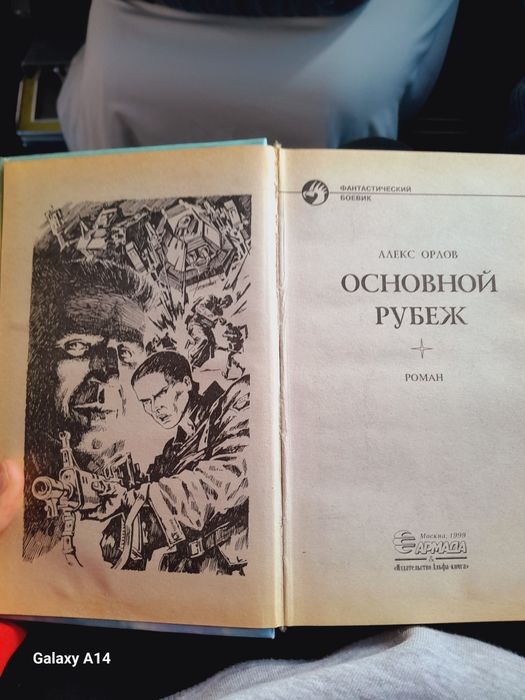 ФАНТАСТИЧЕСКИЙ
БОЕВИК
АЛЕКС ОРЛОВ
ОСНОВНОЙ
РУБЕЖ
РОМАН
Москва, 1999
АРМАДА
&
«Издательство Альфа-книга»
Galaxy A14